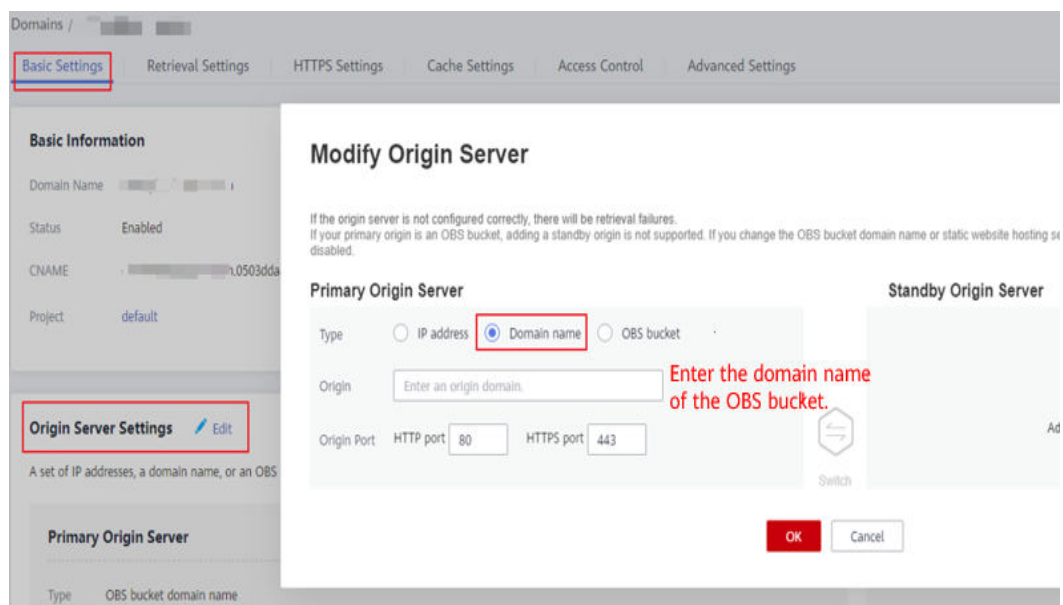 Domains /
Basic Settings Retrieval Settings HTTPS Settings Cache Settings Access Control Advanced Settings
Basic Information
Domain Name
Status Enabled
CNAME .0503dda
Project default
Origin Server Settings Edit
A set of IP addresses, a domain name, or an OBS
Primary Origin Server
Type OBS bucket domain name
Modify Origin Server
If the origin server is not configured correctly, there will be retrieval failures.
If your primary origin is an OBS bucket, adding a standby origin is not supported. If you change the OBS bucket domain name or static website hosting se
disabled.
Primary Origin Server Standby Origin Server
Type IP address Domain name OBS bucket
Origin Enter an origin domain.
Enter the domain name
of the OBS bucket.
Origin Port HTTP port 80 HTTPS port 443
Ad
Switch
OK Cancel